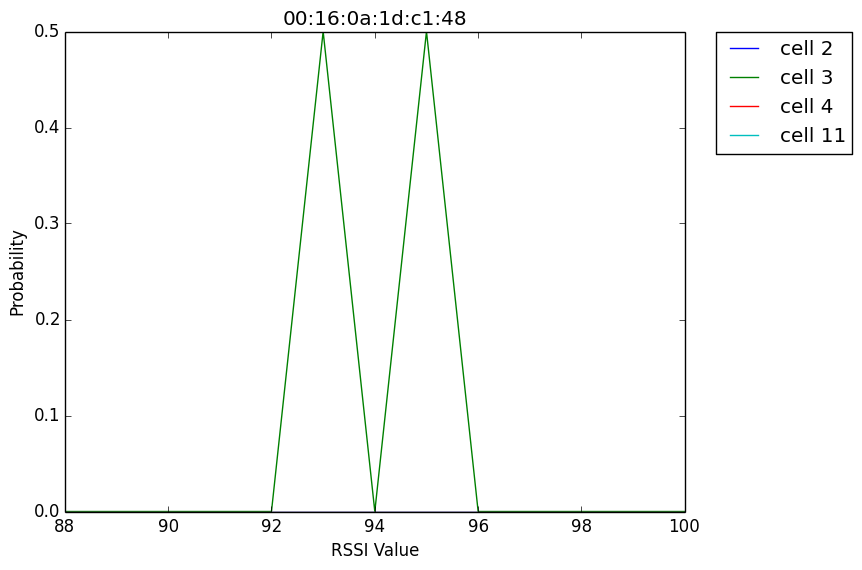 00:16:0a:1d:c1:48
0.5
0.4
0.3
0.2
0.1
0.0
Probability
88 90 92 94 96 98 100
RSSI Value
cell 2
cell 3
cell 4
cell 11